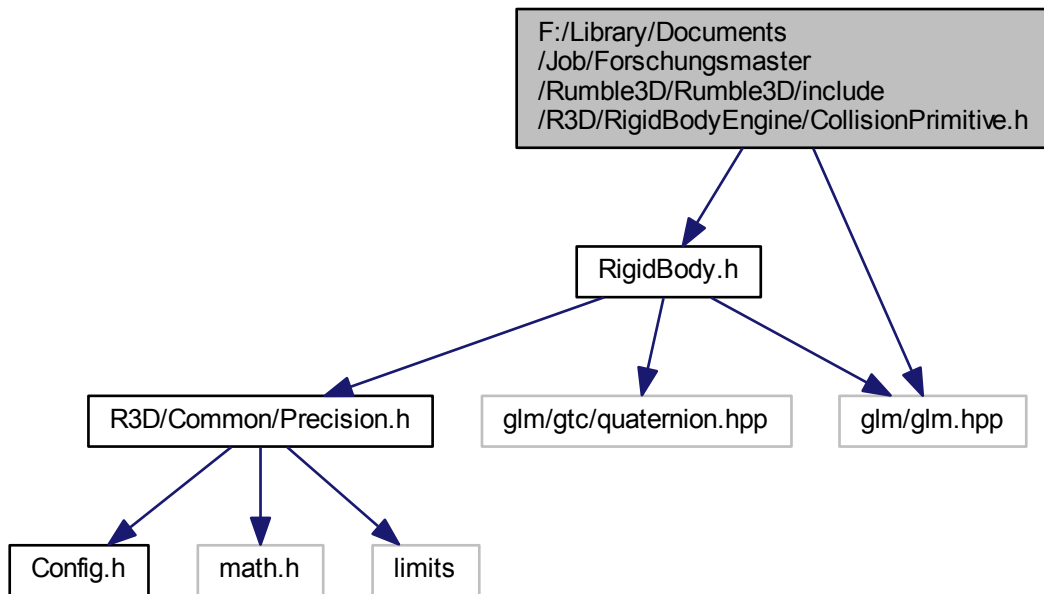 F:/Library/Documents
/Job/Forschungsmaster
/Rumble3D/Rumble3D/include
/R3D/RigidBodyEngine/CollisionPrimitive.h
RigidBody.h
R3D/Common/Precision.h
glm/gtc/quaternion.hpp
glm/glm.hpp
Config.h
math.h
limits